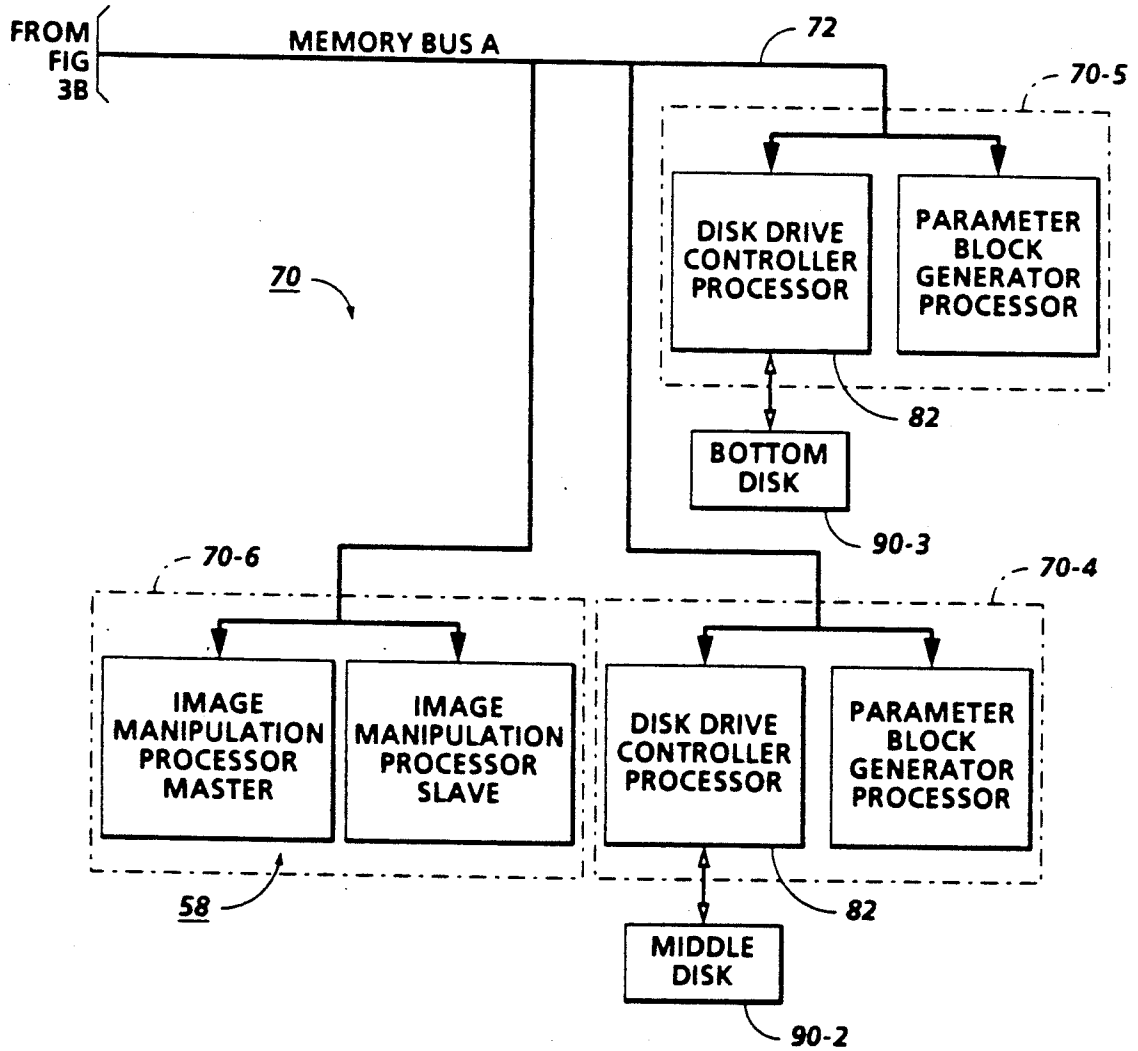 FROM
FIG
3B
MEMORY BUS A
72
70-5
DISK DRIVE
CONTROLLER
PROCESSOR
PARAMETER
BLOCK
GENERATOR
PROCESSOR
70
82
BOTTOM
DISK
90-3
70-6
70-4
IMAGE
MANIPULATION
PROCESSOR
MASTER
IMAGE
MANIPULATION
PROCESSOR
SLAVE
DISK DRIVE
CONTROLLER
PROCESSOR
PARAMETER
BLOCK
GENERATOR
PROCESSOR
58
82
MIDDLE
DISK
90-2